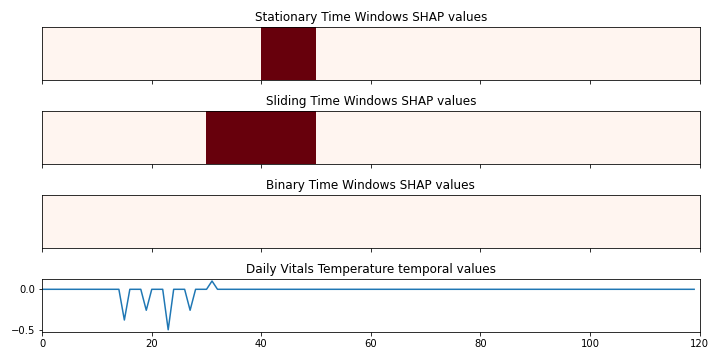 Stationary Time Windows SHAP values
Sliding Time Windows SHAP values
Binary Time Windows SHAP values
Daily Vitals Temperature temporal values
0.0
−0.5
0 20 40 60 80 100 120